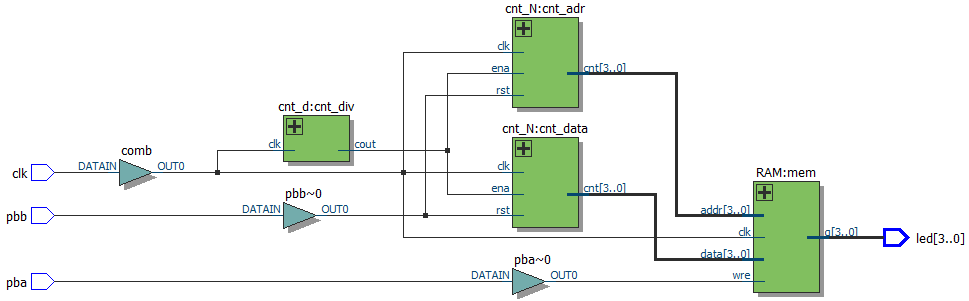 cnt_N:cnt_adr
clk
ena
rst
cnt[3..0]
cnt_d:cnt_div
clk
cout
cnt_N:cnt_data
clk
ena
rst
cnt[3..0]
comb
clk
DATAIN
OUT0
pbb~0
pbb
DATAIN
OUT0
RAM:mem
addr[3..0]
clk
data[3..0]
wre
q[3..0]
led[3..0]
pba~0
pba
DATAIN
OUT0